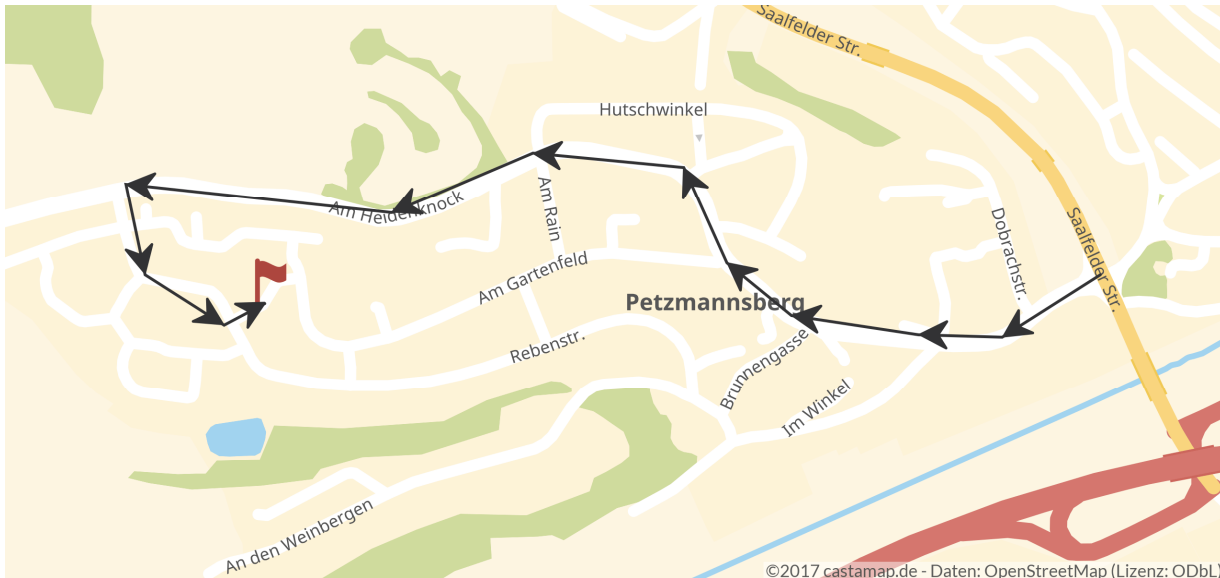 Saalfelder Str.
Hutschwinkel
Am Heidenknock
Am Rain
Dobrachstr.
Saalfelder Str.
Am Gartenfeld
Petzmannsberg
Rebenstr.
Brunnengasse
Im Winkel
An den Weinbergen
©2017 castamap.de - Daten: OpenStreetMap (Lizenz: ODbL)